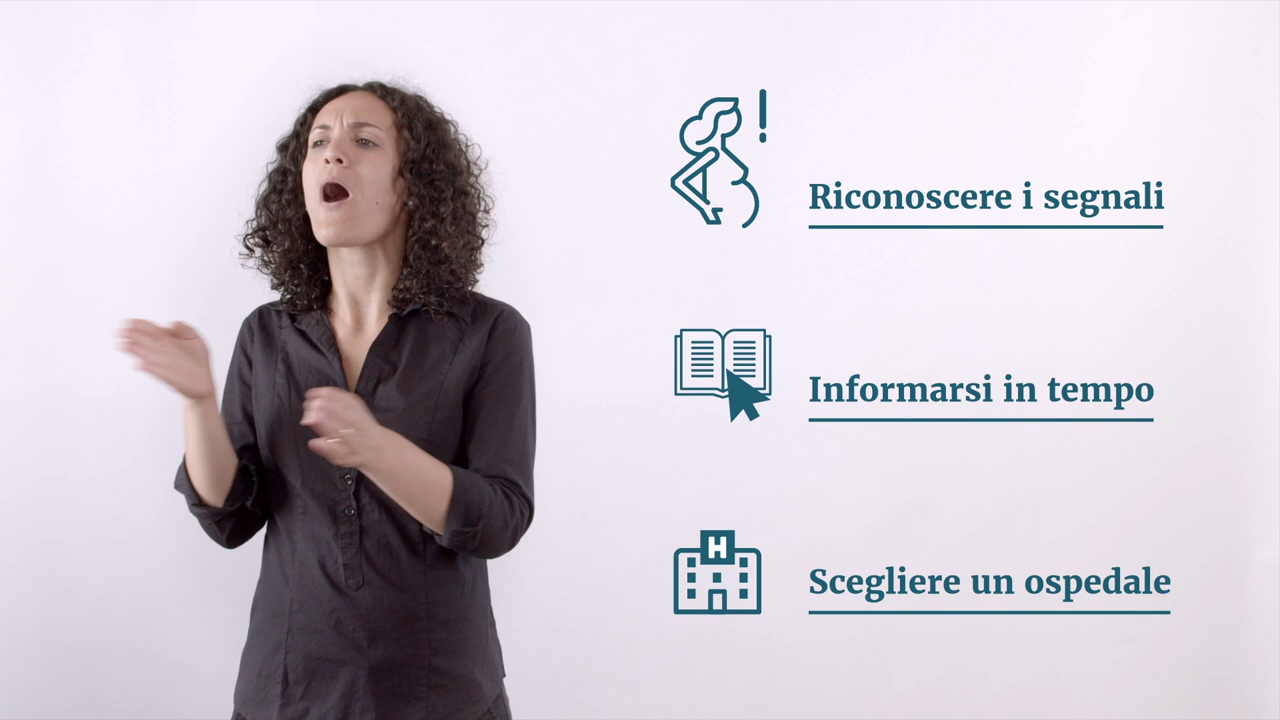 !
Riconoscere i segnali
Informarsi in tempo
H
Scegliere un ospedale